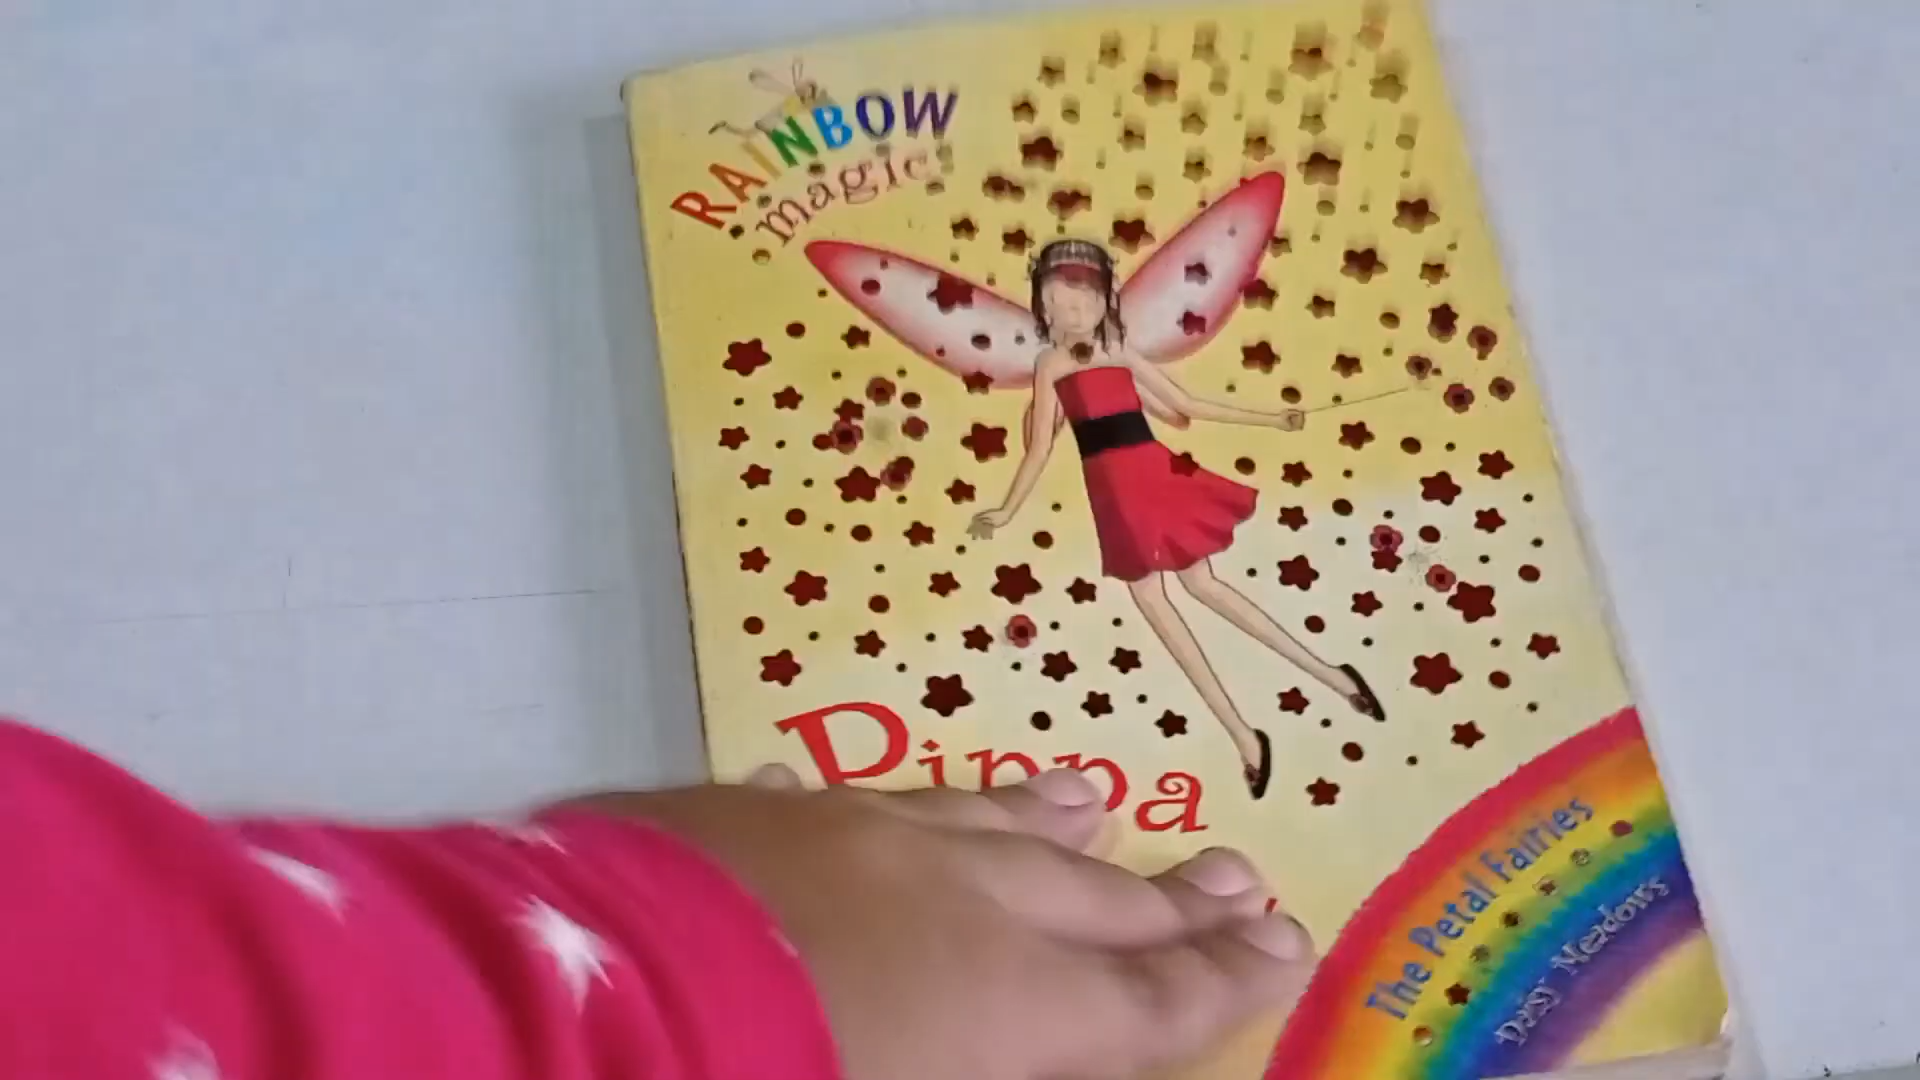 RAINBOW
magic
Pippa
The Petal Fairies
Daisy Meadows